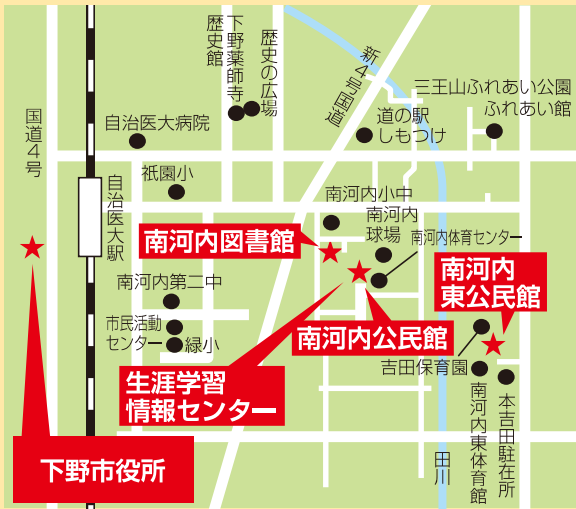 下野薬師寺
歴史館
歴史の広場
新4号国道
三王山ふれあい公園
ふれあい館
道の駅
しもつけ
国道4号
自治医大病院
祇園小
自治医大駅
南河内小中
南河内図書館
南河内
球場
南河内体育センター
南河内
東公民館
南河内第二中
市民活動
センター
緑小
南河内公民館
吉田保育園
生涯学習
情報センター
下野市役所
田川
南河内東体育館
本吉田駐在所